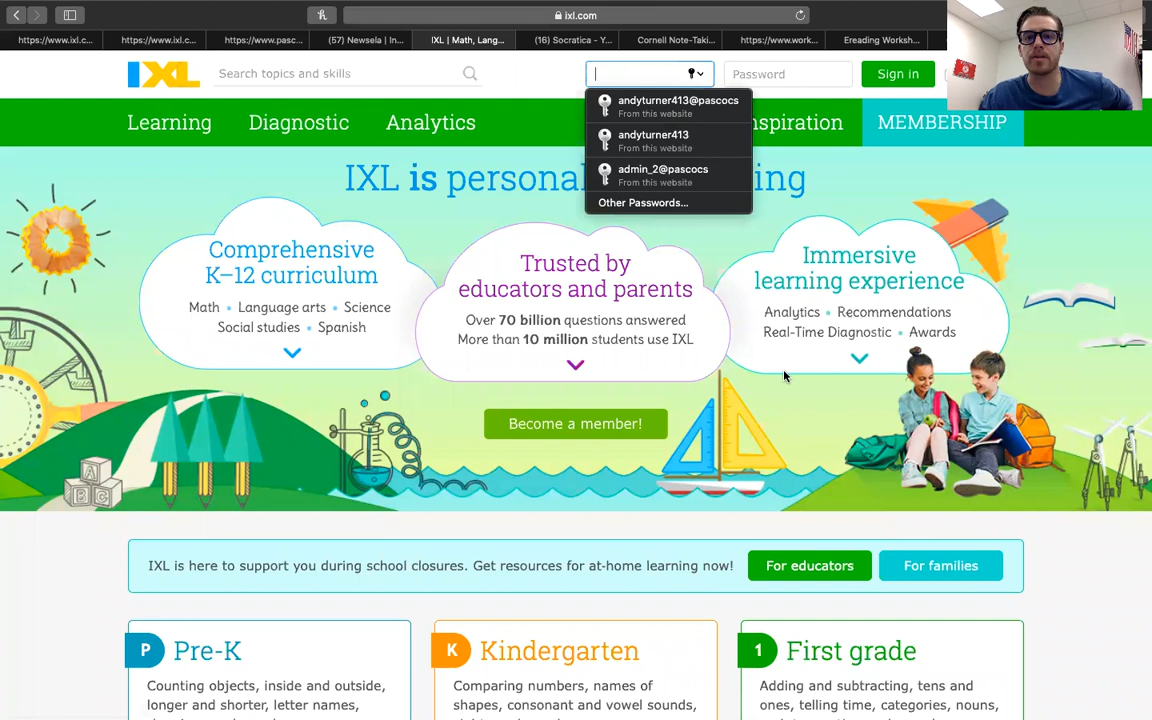 ixl.com
https://www.ixl.c...
https://www.ixl.c...
https://www.pasc...
(57) Newsela | In...
IXL | Math, Lang...
(16) Socratica - Y...
Cornell Note-Taki...
https://www.work...
Ereading Worksh...
IXL
Search topics and skills
Password
Sign in
andyturner413@pascocs
From this website
andyturner413
From this website
admin_2@pascocs
From this website
Other Passwords...
Learning
Diagnostic
Analytics
nspiration
MEMBERSHIP
IXL is persona
ing
Comprehensive
K–12 curriculum
Math • Language arts • Science
Social studies • Spanish
Trusted by
educators and parents
Over 70 billion questions answered
More than 10 million students use IXL
Immersive
learning experience
Analytics • Recommendations
Real-Time Diagnostic • Awards
Become a member!
A
B C
IXL is here to support you during school closures. Get resources for at-home learning now!
For educators
For families
P Pre-K
Counting objects, inside and outside,
longer and shorter, letter names,
K Kindergarten
Comparing numbers, names of
shapes, consonant and vowel sounds,
1 First grade
Adding and subtracting, tens and
ones, telling time, categories, nouns,